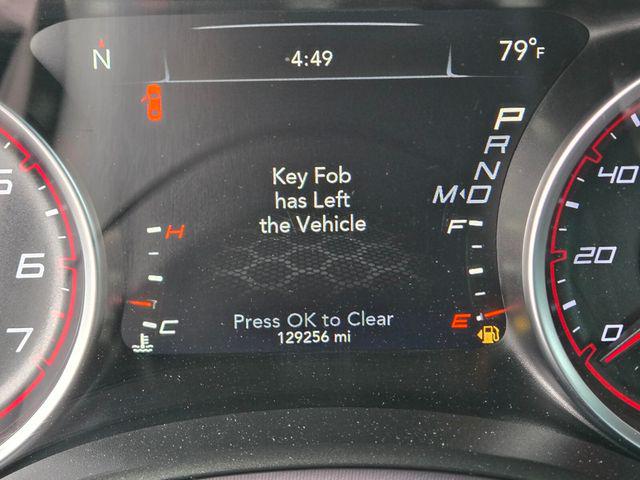 N
4:49
79°F
P
R
N
M◂D
Key Fob
has Left
the Vehicle
H
C
F
E
5
6
7
40
20
0
Press OK to Clear
129256 mi